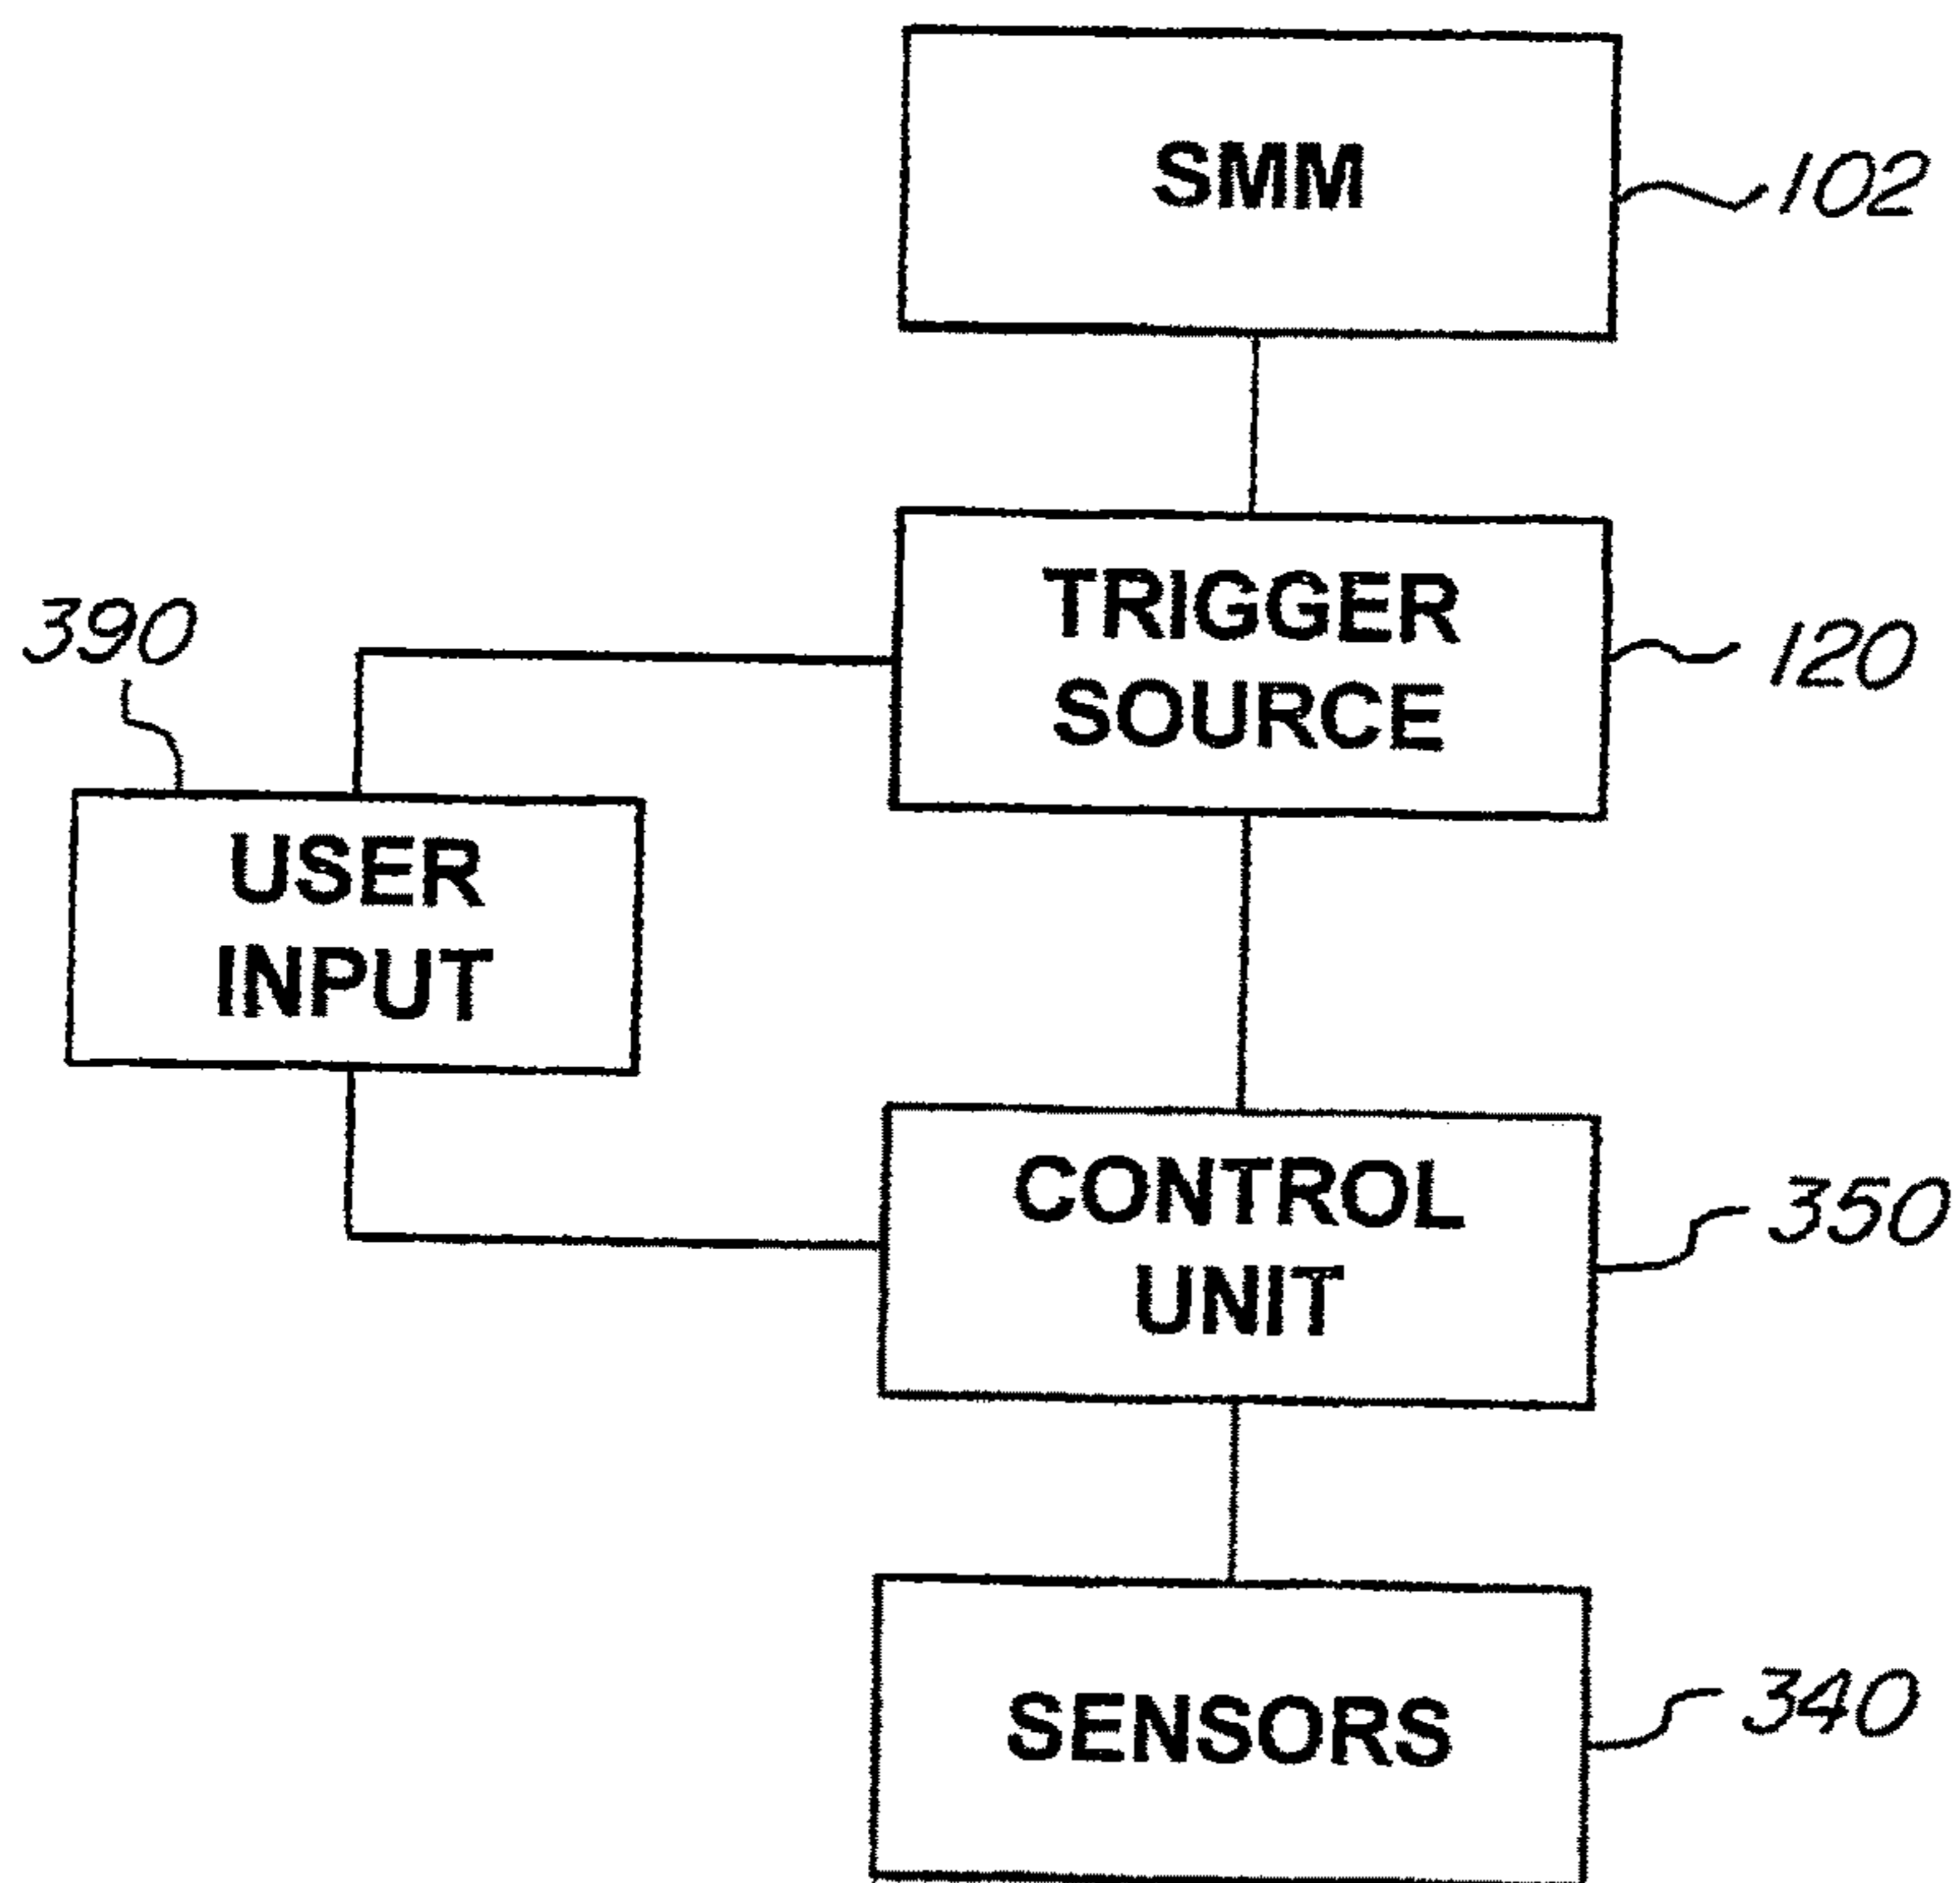 SMM
102
TRIGGER
SOURCE
120
390
USER
INPUT
CONTROL
UNIT
350
SENSORS
340